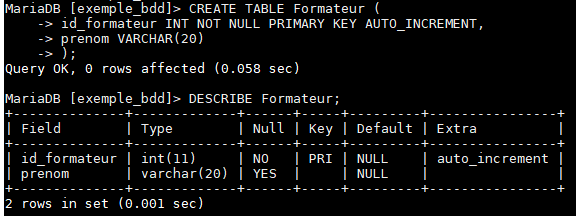 MariaDB [exemple_bdd]> CREATE TABLE Formateur (
    -> id_formateur INT NOT NULL PRIMARY KEY AUTO_INCREMENT,
    -> prenom VARCHAR(20)
    -> );
Query OK, 0 rows affected (0.058 sec)

MariaDB [exemple_bdd]> DESCRIBE Formateur;
+--------------+-------------+------+-----+---------+----------------+
| Field        | Type        | Null | Key | Default | Extra          |
+--------------+-------------+------+-----+---------+----------------+
| id_formateur | int(11)     | NO   | PRI | NULL    | auto_increment |
| prenom       | varchar(20) | YES  |     | NULL    |                |
+--------------+-------------+------+-----+---------+----------------+
2 rows in set (0.001 sec)